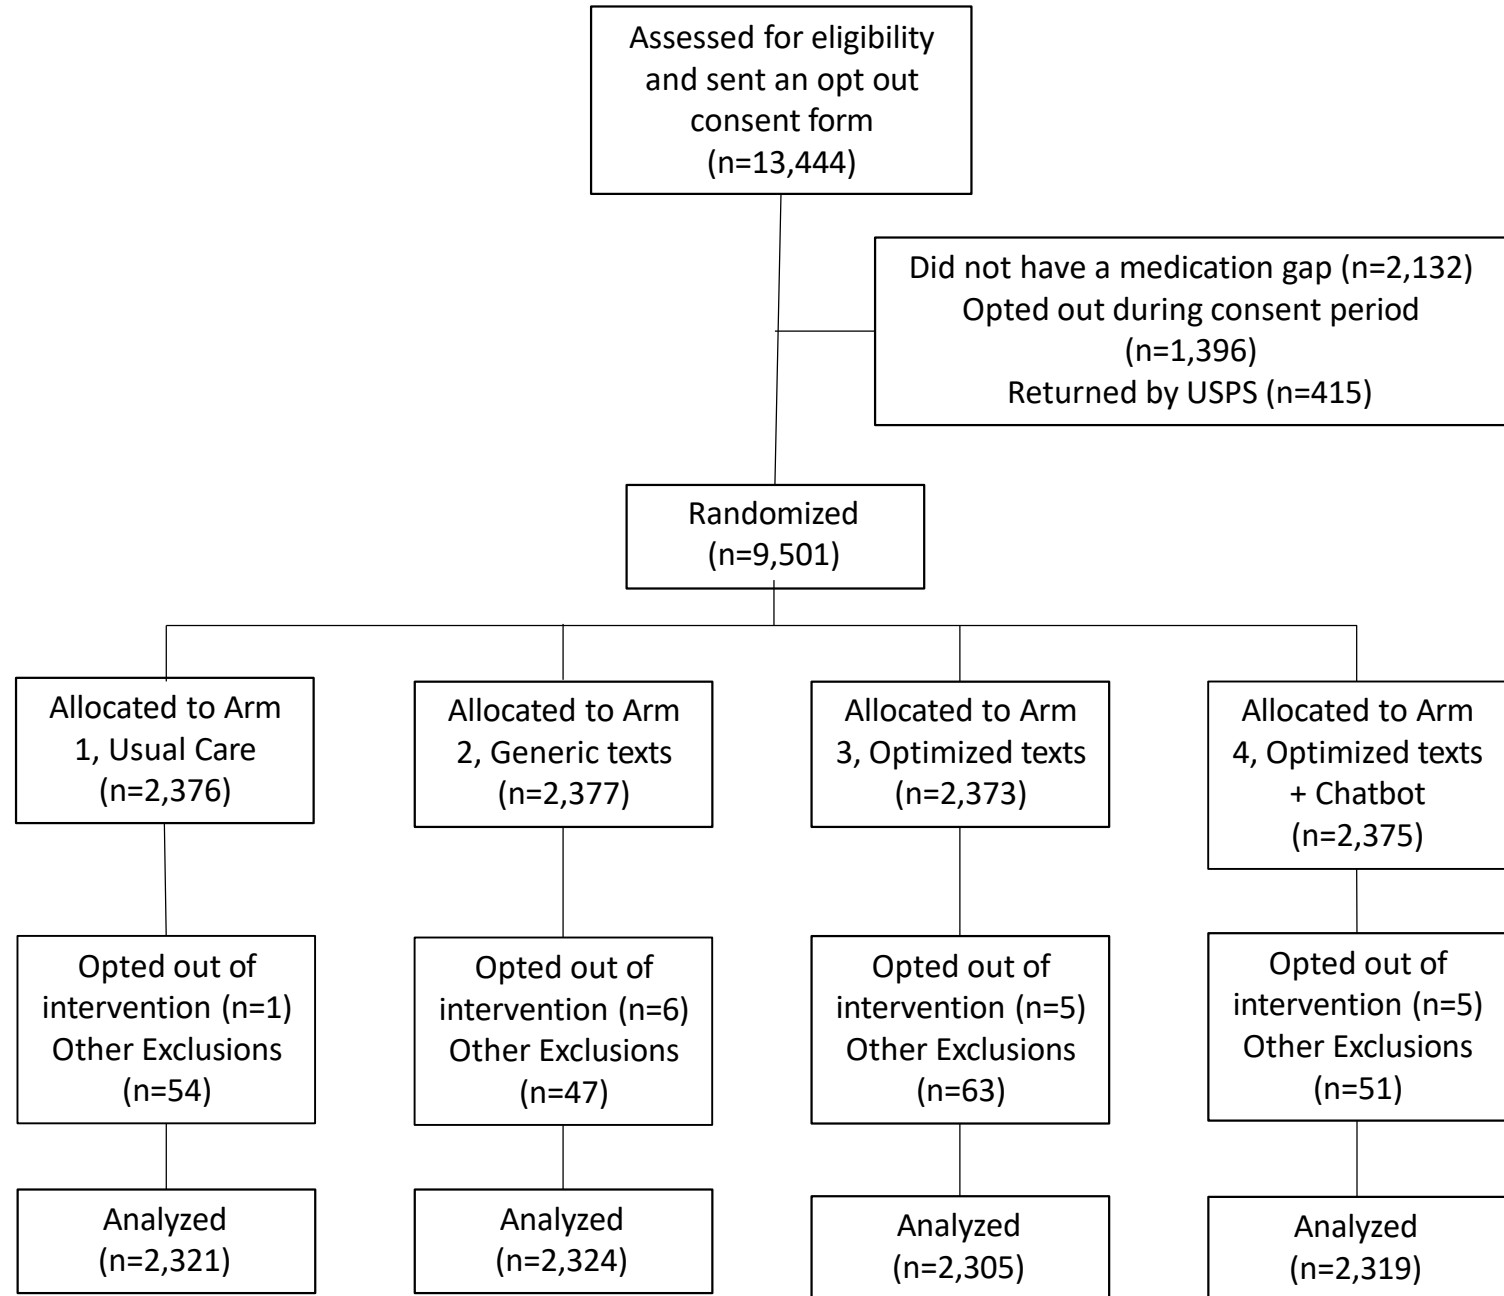 Assessed for eligibility
and sent an opt out
consent form
(n=13,444)
Did not have a medication gap (n=2,132)
Opted out during consent period
(n=1,396)
Returned by USPS (n=415)
Randomized
(n=9,501)
Allocated to Arm
1, Usual Care
(n=2,376)
Allocated to Arm
2, Generic texts
(n=2,377)
Allocated to Arm
3, Optimized texts
(n=2,373)
Allocated to Arm
4, Optimized texts
+ Chatbot
(n=2,375)
Opted out of
intervention (n=1)
Other Exclusions
(n=54)
Opted out of
intervention (n=6)
Other Exclusions
(n=47)
Opted out of
intervention (n=5)
Other Exclusions
(n=63)
Opted out of
intervention (n=5)
Other Exclusions
(n=51)
Analyzed
(n=2,321)
Analyzed
(n=2,324)
Analyzed
(n=2,305)
Analyzed
(n=2,319)